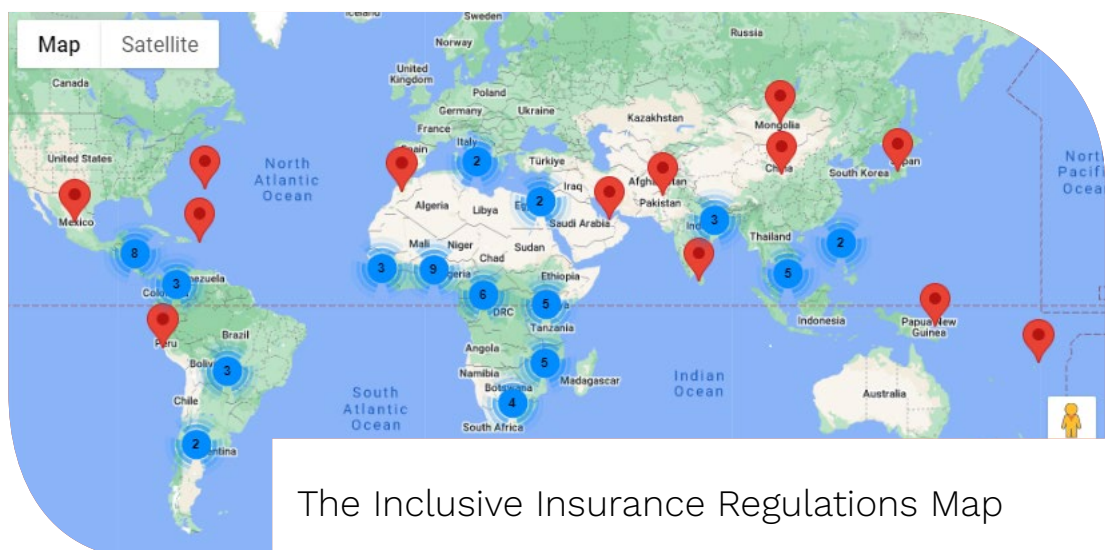 Iceland
Sweden
Map
Satellite
Russia
Norway
Canada
United
Kingdom
Poland
Germany
Ukraine
Kazakhstan
France
Mongolia
Italy
2
Spain
United States
North
Atlantic
Ocean
Türkiye
China
South Korea
Japan
North
Pacific
Ocean
Afghanistan
Iraq
Algeria
Libya
2
Pakistan
Mexico
Saudi Arabia
3
8
Mali
Niger
Sudan
Thailand
2
3
9
Chad
5
3
Ethiopia
6
5
DRC
Indonesia
Papua New
Guinea
Tanzania
Peru
Brazil
Angola
3
5
Namibia
Madagascar
Indian
Ocean
Botswana
Chile
South
Atlantic
Ocean
4
Australia
South Africa
2
The Inclusive Insurance Regulations Map